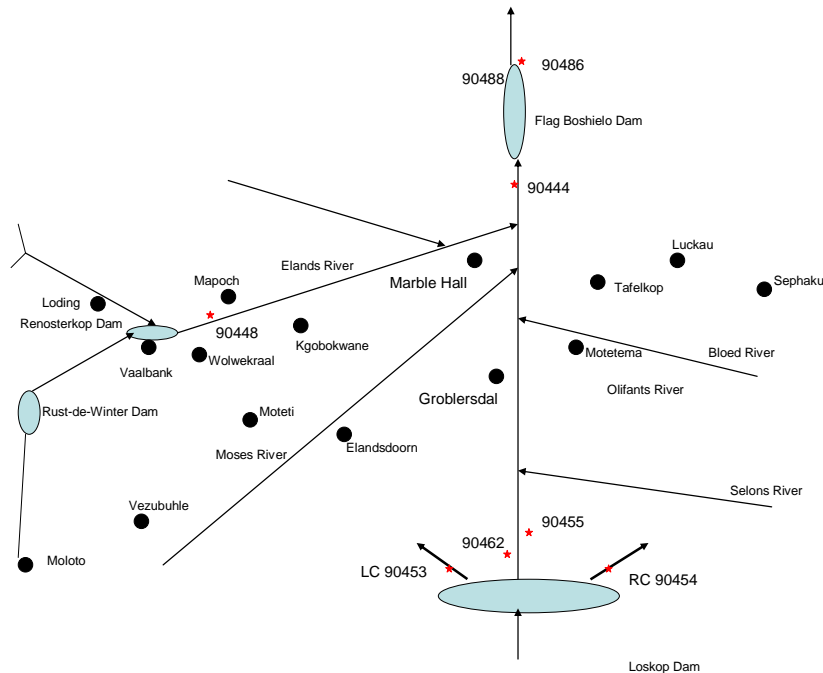 90486
90488
Flag Boshielo Dam
90444
Luckau
Elands River
Mapoch
Marble Hall
Tafelkop
Sephaku
Loding
Renosterkop Dam
90448
Kgobokwane
Motetema
Bloed River
Wolwekraal
Vaalbank
Olifants River
Groblersdal
Rust-de-Winter Dam
Moteti
Elandsdoorn
Moses River
Selons River
Vezubuhle
90455
90462
Moloto
LC 90453
RC 90454
Loskop Dam